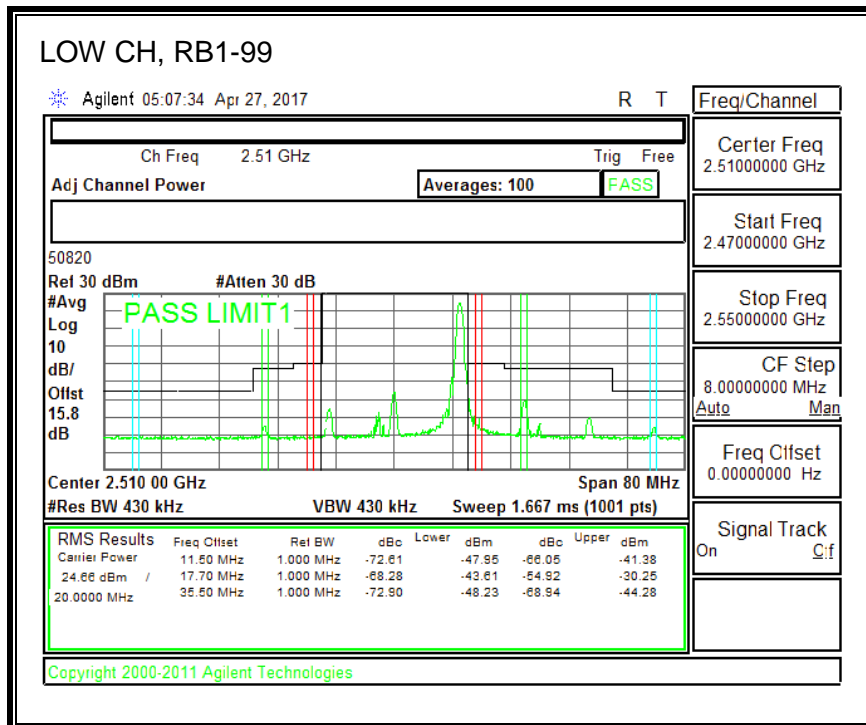 LOW CH, RB1-99
Agilent 05:07:34 Apr 27, 2017 R T
Freq/Channel
Ch Freq 2.51 GHz Trig Free
Adj Channel Power Averages: 100 PASS
Center Freq
2.51000000 GHz
Start Freq
2.47000000 GHz
Stop Freq
2.55000000 GHz
CF Step
8.00000000 MHz
Auto Man
Freq Offset
0.00000000 Hz
Signal Track
On Off
50820
Ref 30 dBm #Atten 30 dB
#Avg
Log
10
dB/
Offst
15.8
dB
PASS LIMIT1
Center 2.510 00 GHz Span 80 MHz
#Res BW 430 kHz VBW 430 kHz Sweep 1.667 ms (1001 pts)
RMS Results Freq Offset Ref BW dBc Lower dBm dBc Upper dBm
Carrier Power 11.50 MHz 1.000 MHz -72.61 -47.95 -66.05 -41.38
24.66 dBm / 17.70 MHz 1.000 MHz -68.28 -43.61 -54.92 -30.25
20.0000 MHz 35.50 MHz 1.000 MHz -72.90 -48.23 -68.94 -44.28
Copyright 2000-2011 Agilent Technologies